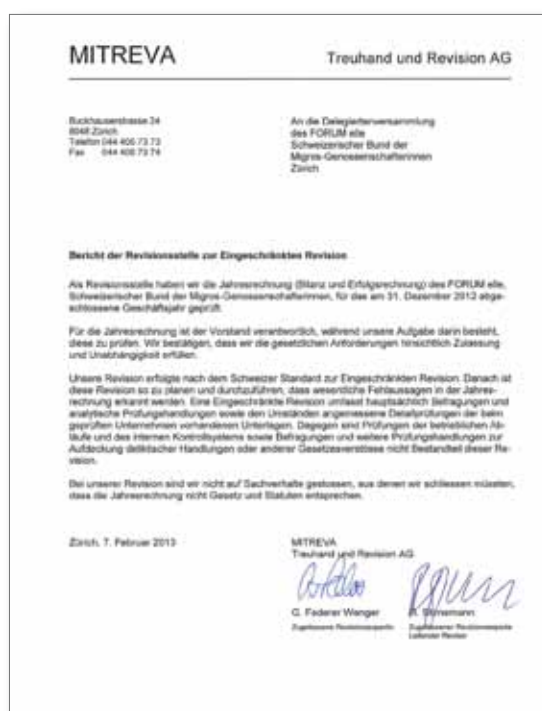 MITREVA Treuhand und Revision AG
Buckhauserstrasse 24
8048 Zürich
Telefon 044 406 73 73
Fax 044 406 73 74
An die Delegiertenversammlung
des FORUM elle
Schweizerischer Bund der
Migros-Genossenschafterinnen
Zürich
Bericht der Revisionsstelle zur Eingeschränkten Revision
Als Revisionsstelle haben wir die Jahresrechnung (Bilanz und Erfolgsrechnung) des FORUM elle,
Schweizerischer Bund der Migros-Genossenschafterinnen, für das am 31. Dezember 2012 abge-
schlossene Geschäftsjahr geprüft.
Für die Jahresrechnung ist der Vorstand verantwortlich, während unsere Aufgabe darin besteht,
diese zu prüfen. Wir bestätigen, dass wir die gesetzlichen Anforderungen hinsichtlich Zulassung
und Unabhängigkeit erfüllen.
Unsere Revision erfolgte nach dem Schweizer Standard zur Eingeschränkten Revision. Danach ist
diese Revision so zu planen und durchzuführen, dass wesentliche Fehlaussagen in der Jahres-
rechnung erkannt werden. Eine Eingeschränkte Revision umfasst hauptsächlich Befragungen und
analytische Prüfungshandlungen sowie den Umständen angemessene Detailprüfungen der beim
geprüften Unternehmen vorhandenen Unterlagen. Dagegen sind Prüfungen der betrieblichen Ab-
läufe und des internen Kontrollsystems sowie Befragungen und weitere Prüfungshandlungen zur
Aufdeckung deliktischer Handlungen oder anderer Gesetzesverstösse nicht Bestandteil dieser Re-
vision.
Bei unserer Revision sind wir nicht auf Sachverhalte gestossen, aus denen wir schliessen müssten,
dass die Jahresrechnung nicht Gesetz und Statuten entsprechen.
Zürich, 7. Februar 2013
MITREVA
Treuhand und Revision AG
G. Federer Wenger
Zugelassene Revisionsexpertin Zugelassener Revisionsexperte
Leitender Revisor